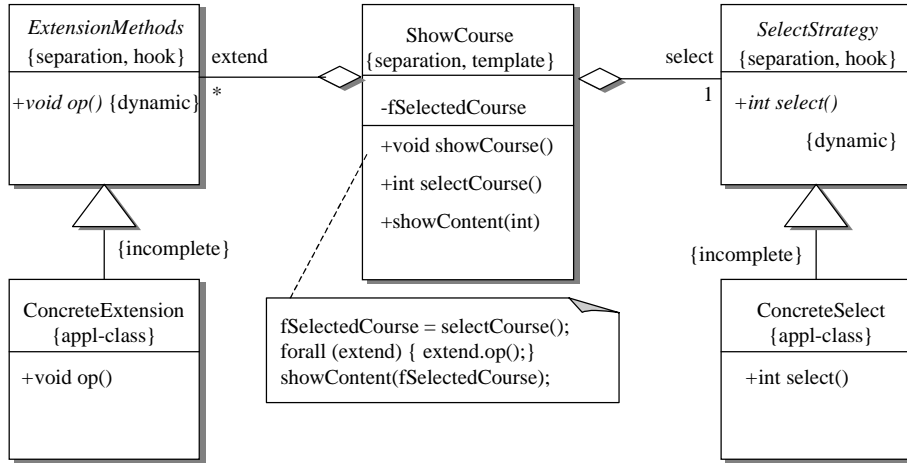 ExtensionMethods
{separation, hook}
+void op() {dynamic}
extend
*
ShowCourse
{separation, template}
-fSelectedCourse
+void showCourse()
+int selectCourse()
+showContent(int)
select
1
SelectStrategy
{separation, hook}
+int select()
{dynamic}
{incomplete}
{incomplete}
ConcreteExtension
{appl-class}
+void op()
fSelectedCourse = selectCourse();
forall (extend) { extend.op();}
showContent(fSelectedCourse);
ConcreteSelect
{appl-class}
+int select()